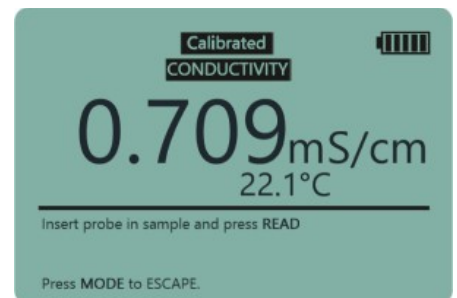 Calibrated
CONDUCTIVITY
0.709mS/cm
22.1°C
Insert probe in sample and press READ
Press MODE to ESCAPE.